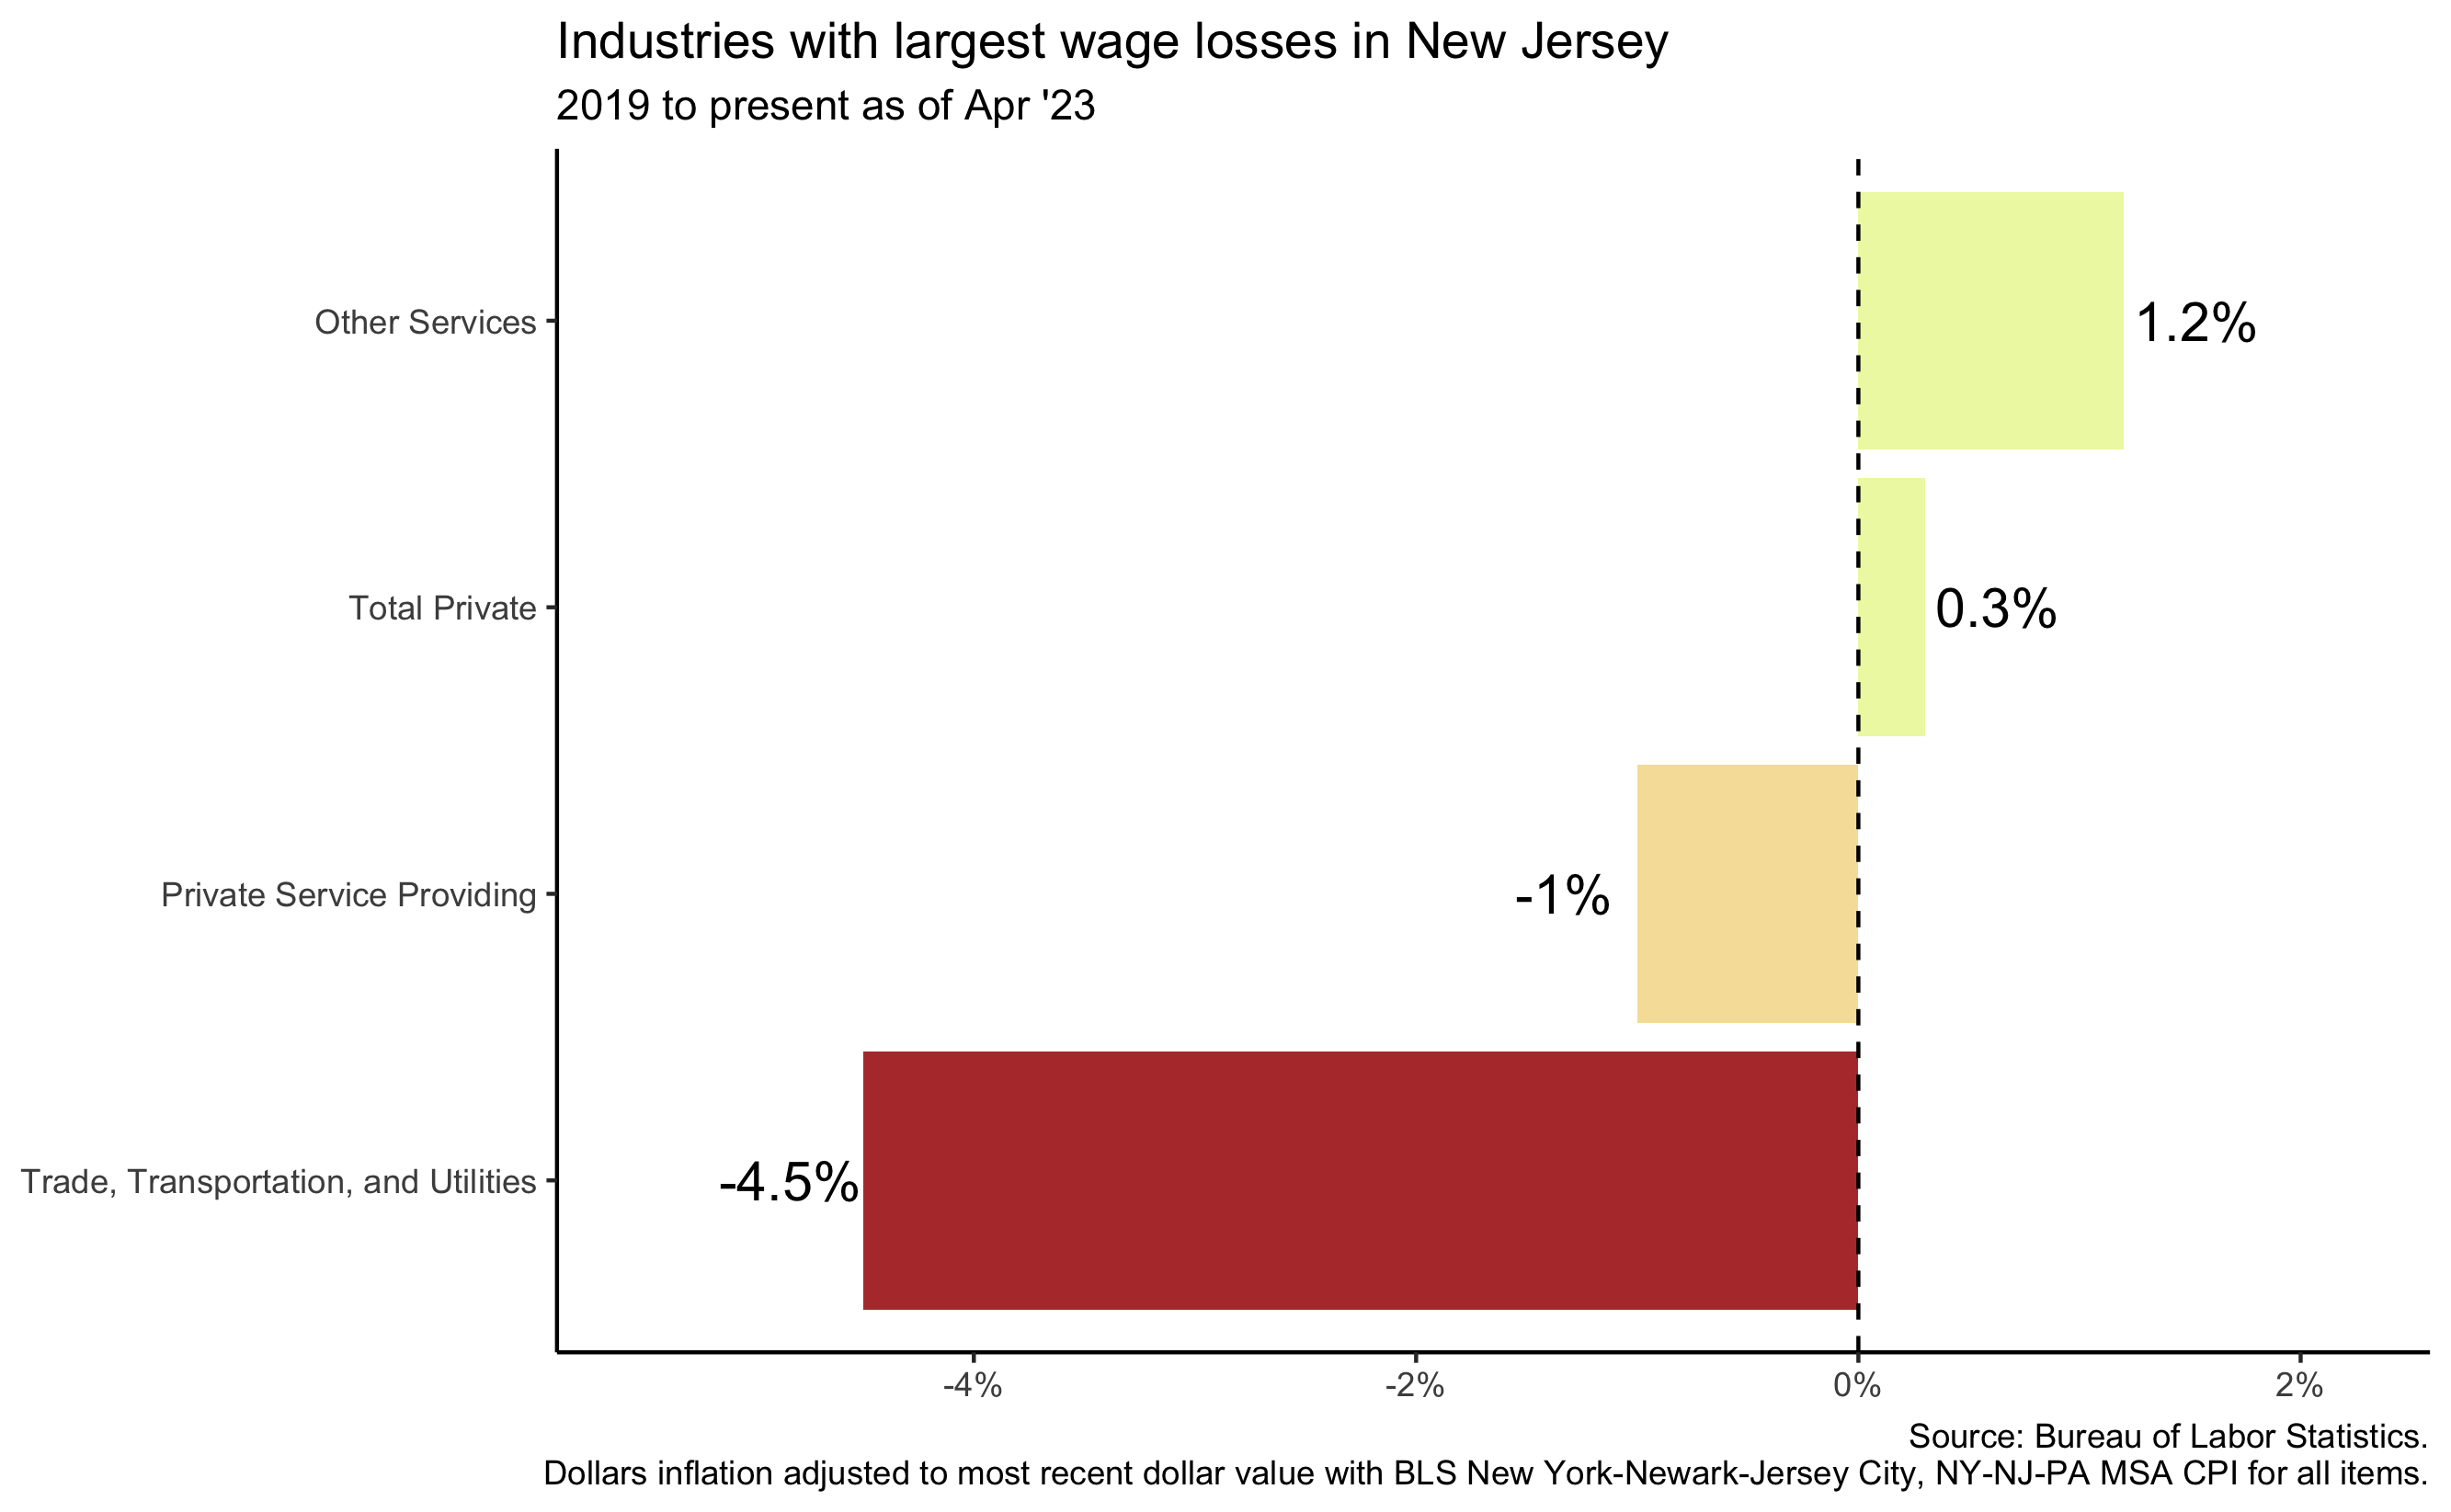 Industries with largest wage losses in New Jersey
2019 to present as of Apr '23
Other Services
1.2%
Total Private
0.3%
Private Service Providing
-1%
Trade, Transportation, and Utilities
-4.5%
-4%
-2%
0%
2%
Source: Bureau of Labor Statistics.
Dollars inflation adjusted to most recent dollar value with BLS New York-Newark-Jersey City, NY-NJ-PA MSA CPI for all items.